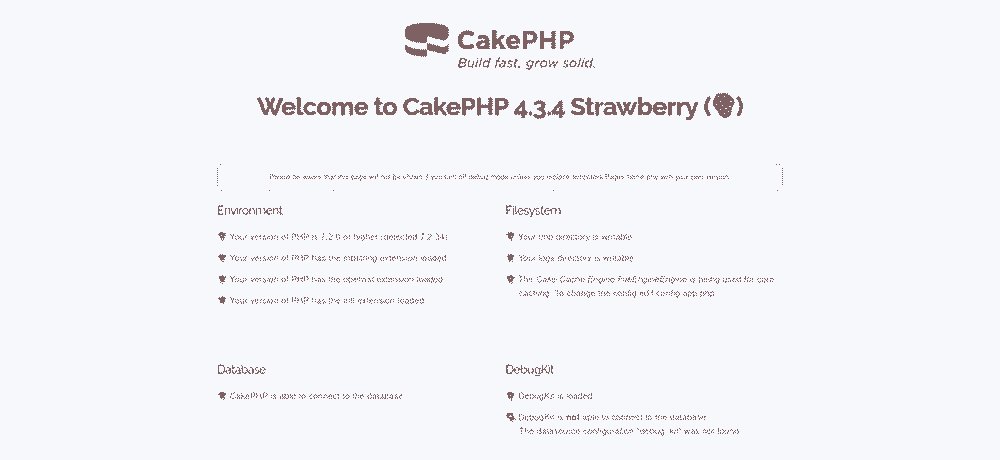 CakePHP
Build fast, grow solid.
Welcome to CakePHP 4.3.4 Strawberry (🍓)
Please be aware that this page will not be shown if you turn off debug mode unless you replace templates/Pages/home.php with your own version.
Environment
Your version of PHP is 7.2.0 or higher (detected 7.2.34)
Your version of PHP has the mbstring extension loaded
Your version of PHP has the openssl extension loaded
Your version of PHP has the intl extension loaded
Filesystem
Your tmp directory is writable
Your logs directory is writable
The Cake\Cache\Engine\FileEngineEngine is being used for core
caching. To change the config edit config/app.php
Database
CakePHP is able to connect to the database
DebugKit
DebugKit is loaded
DebugKit is not able to connect to the database
The datasource configuration "debug_kit" was not found